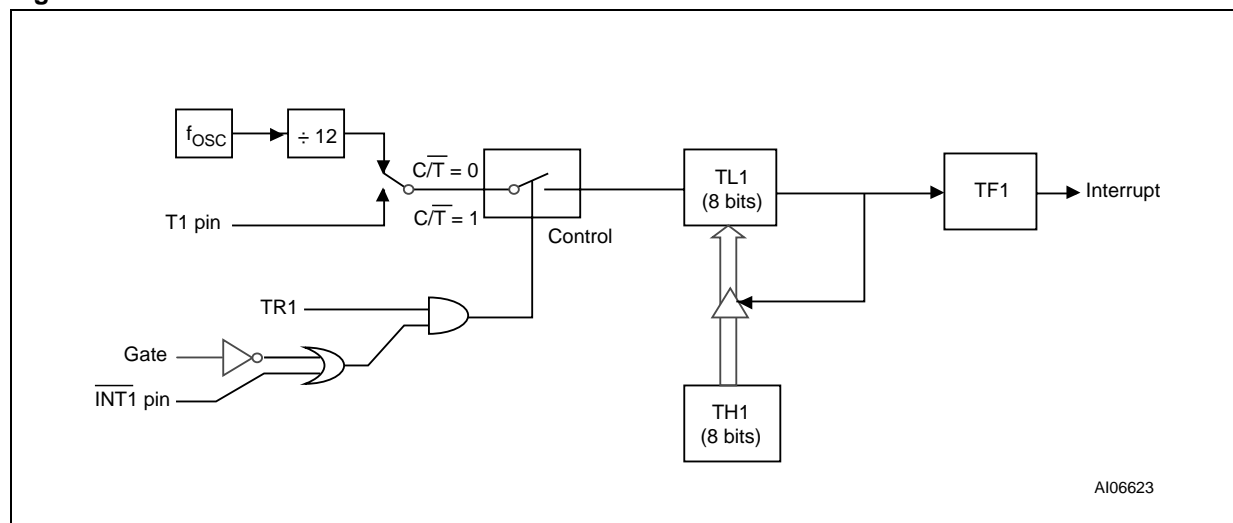 fOSC
÷ 12
C/T̅ = 0
T1 pin
C/T̅ = 1
Control
TL1
(8 bits)
TF1
Interrupt
TR1
Gate
I̅N̅T̅1̅ pin
TH1
(8 bits)
AI06623